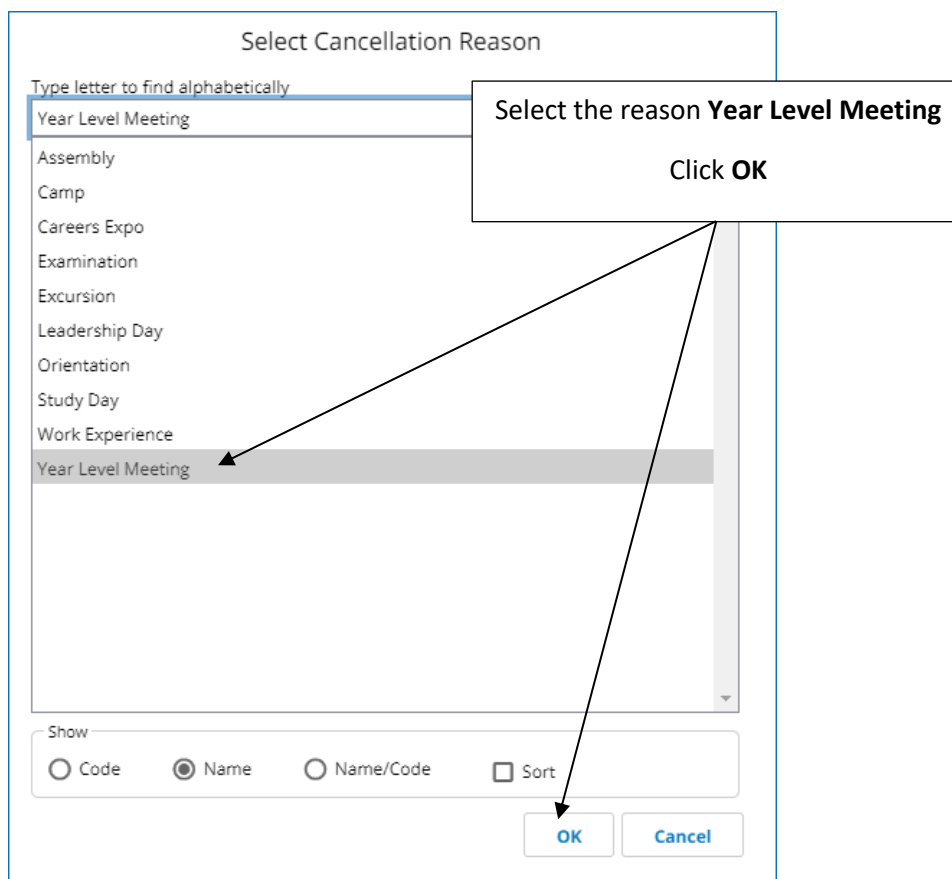 Select Cancellation Reason
Type letter to find alphabetically
Year Level Meeting
Select the reason Year Level Meeting
Click OK
Assembly
Camp
Careers Expo
Examination
Excursion
Leadership Day
Orientation
Study Day
Work Experience
Year Level Meeting
Show
Code Name Name/Code Sort
OK Cancel